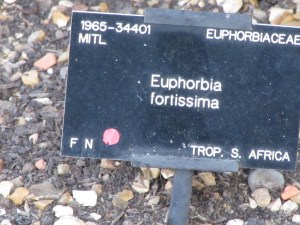 1965-34401 EUPHORBIACEAE
MITL
Euphorbia
fortissima
F N TROP. S. AFRICA